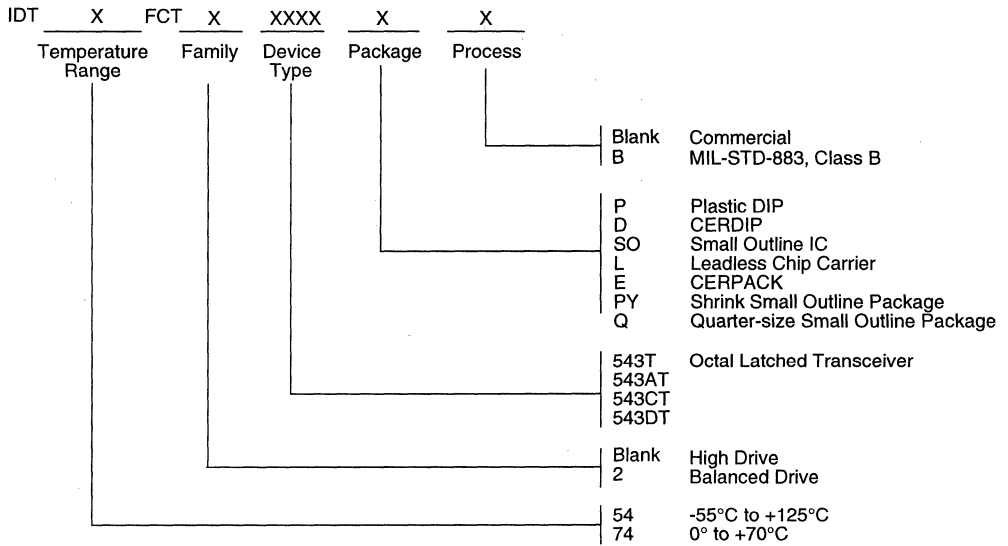 IDT X FCT X XXXX X X
Temperature Range Family Device Type Package Process
Blank Commercial
B MIL-STD-883, Class B
P Plastic DIP
D CERDIP
SO Small Outline IC
L Leadless Chip Carrier
E CERPACK
PY Shrink Small Outline Package
Q Quarter-size Small Outline Package
543T Octal Latched Transceiver
543AT
543CT
543DT
Blank High Drive
2 Balanced Drive
54 -55°C to +125°C
74 0° to +70°C